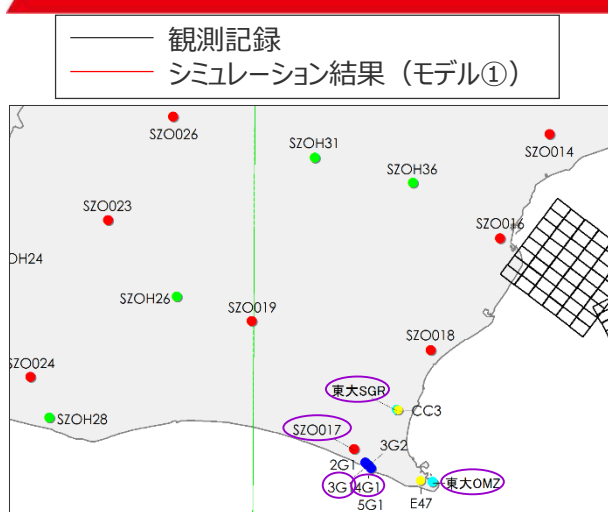 観測記録
シミュレーション結果（モデル①）
SZO026
SZO014
SZOH31
SZOH36
SZO023
SZO016
OH24
SZOH26
SZO019
SZO018
SZO024
東大SGR
CC3
SZOH28
SZO017
3G2
2G1
3G1
4G1
東大OMZ
5G1
E47